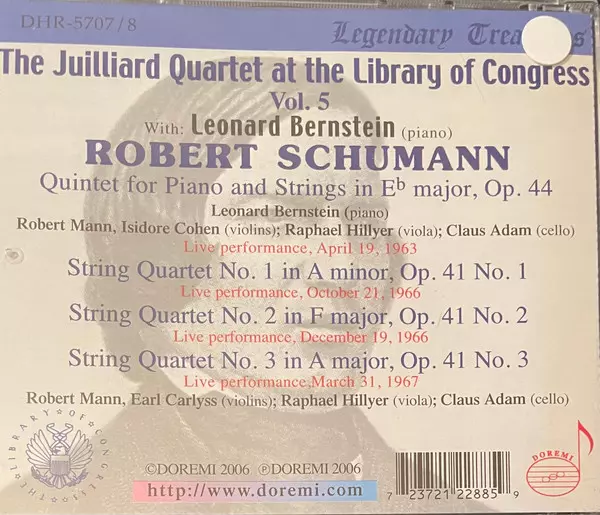 DHR-5707/8
Legendary
The Juilliard Quartet at the Library of Congress
Vol. 5
With: Leonard Bernstein (piano)
ROBERT SCHUMANN
Quintet for Piano and Strings in E♭ major, Op. 44
Leonard Bernstein (piano)
Robert Mann, Isidore Cohen (violins); Raphael Hillyer (viola); Claus Adam (cello)
Live performance, April 19, 1963
String Quartet No. 1 in A minor, Op. 41 No. 1
Live performance, October 21, 1966
String Quartet No. 2 in F major, Op. 41 No. 2
Live performance, December 19, 1966
String Quartet No. 3 in A major, Op. 41 No. 3
Live performance March 31, 1967
Robert Mann, Earl Carlyss (violins); Raphael Hillyer (viola); Claus Adam (cello)
THE LIBRARY OF CONGRESS
DOREMI
©DOREMI 2006 ℗DOREMI 2006
http://www.doremi.com
7 23721 22885 9